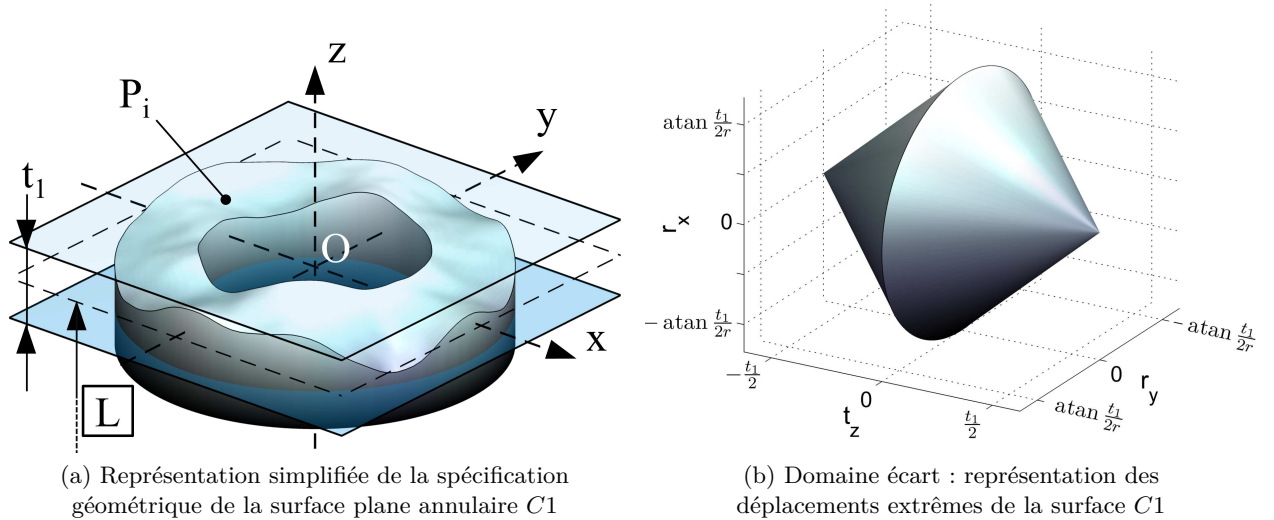 z
P_i
y
t_1
O
x
L
(a) Représentation simplifiée de la spécification
géométrique de la surface plane annulaire C1
atan t_1/2r
r_x
0
− atan t_1/2r
−t_1/2
0
t_z
t_1/2
atan t_1/2r
0
r_y
− atan t_1/2r
(b) Domaine écart : représentation des
déplacements extrêmes de la surface C1